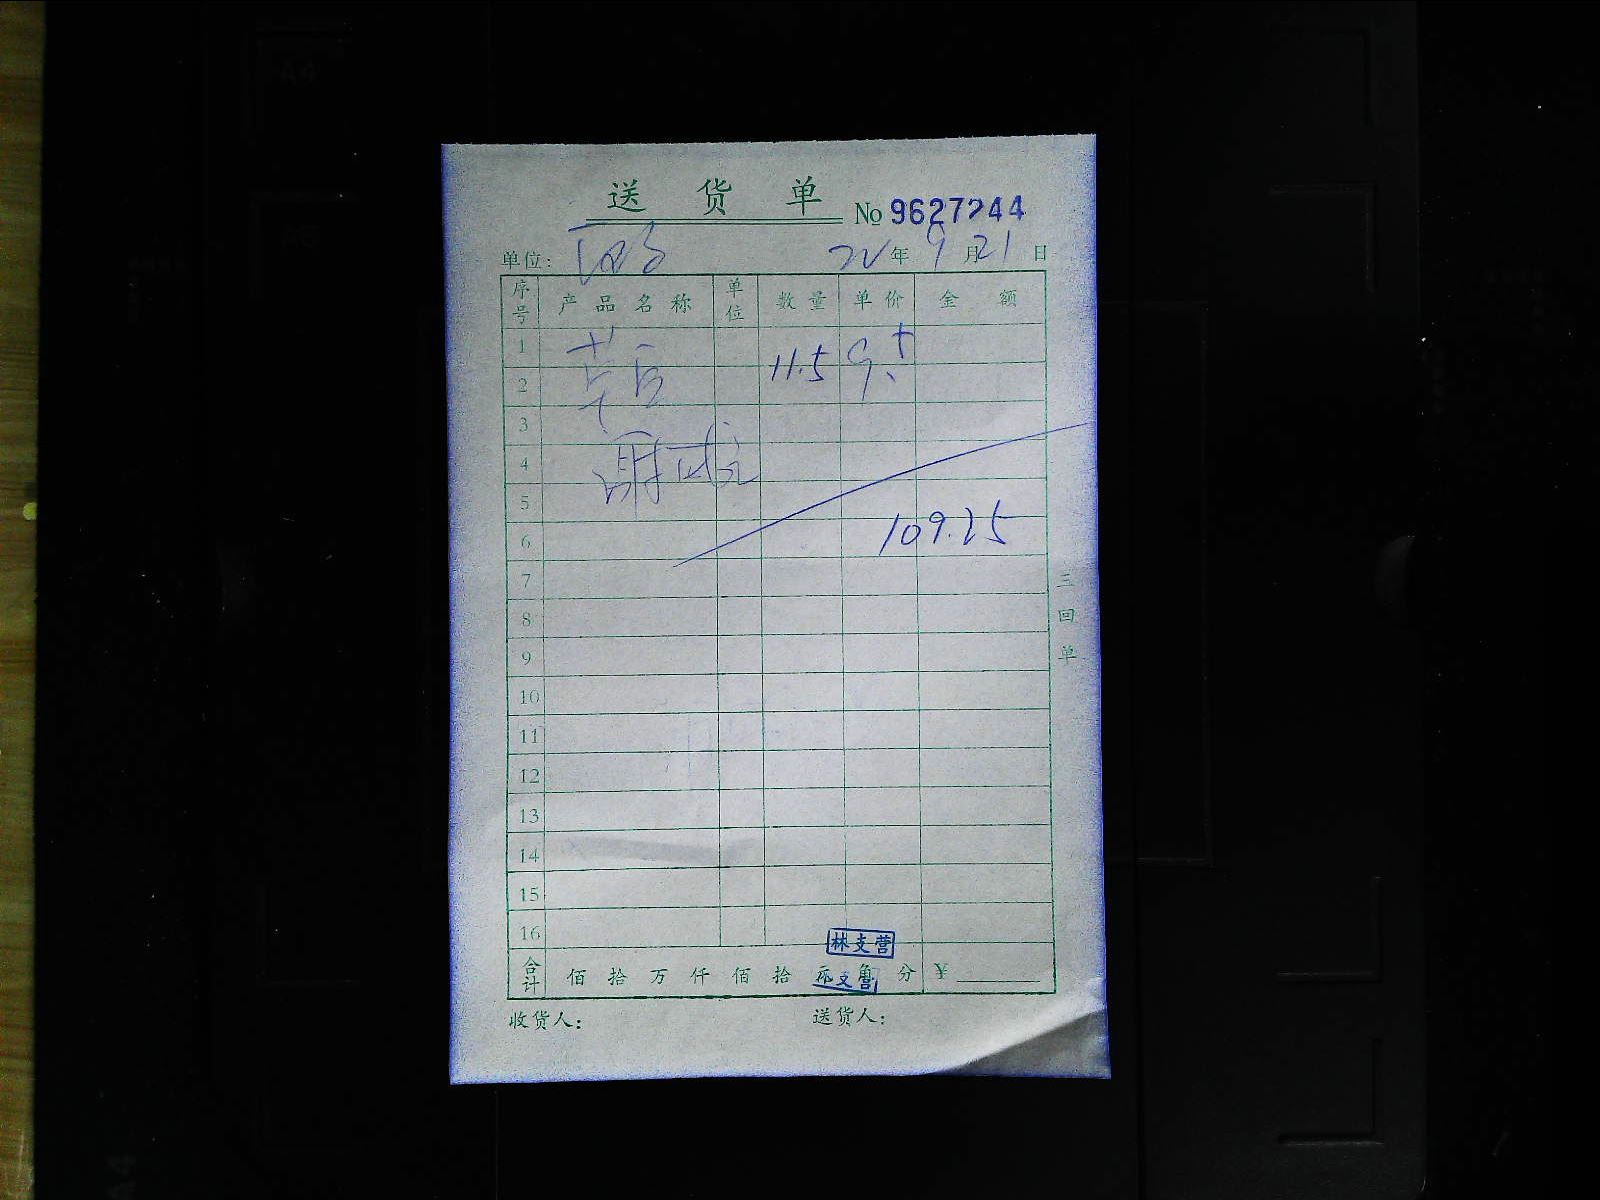 送 货 单
No 9627244
单位: 22 年 9 月 21 日
序号 产品名称 单位 数量 单价 金额
1
2 11.5 9.5
3
4
5
6 109.25
7
8
9
10
11
12
13
14
15
16
林支营
合计 佰 拾 万 仟 佰 拾 元 角 分 ¥
收货人: 送货人:
三回单